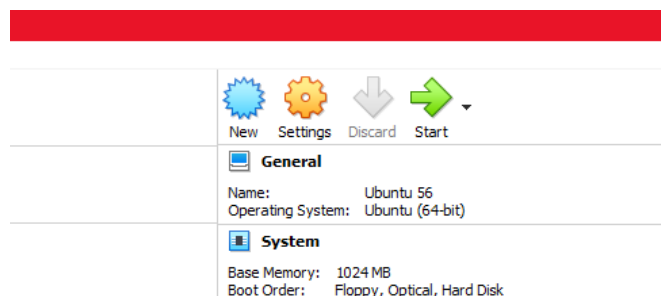 New Settings Discard Start
General
Name: Ubuntu 56
Operating System: Ubuntu (64-bit)
System
Base Memory: 1024 MB
Boot Order: Floppy, Optical, Hard Disk